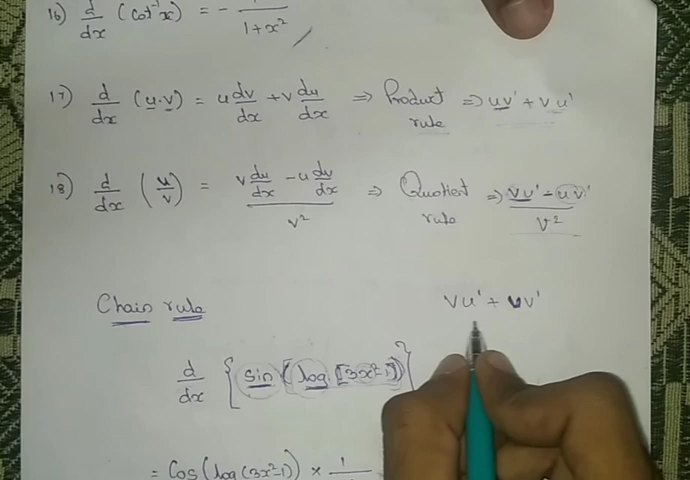 16) d/dx (cot⁻¹x) = - 1/1+x²
17) d/dx (u.v) = u dv/dx + v du/dx ⇒ Product rule ⇒ uv' + vu'
18) d/dx (u/v) = v du/dx - u dv/dx / v² ⇒ Quotient rule ⇒ vu' - uv' / v²
Chain rule
vu' + uv'
d/dx {sin(log(3x²-1))}
= Cos(log(3x²-1)) × 1